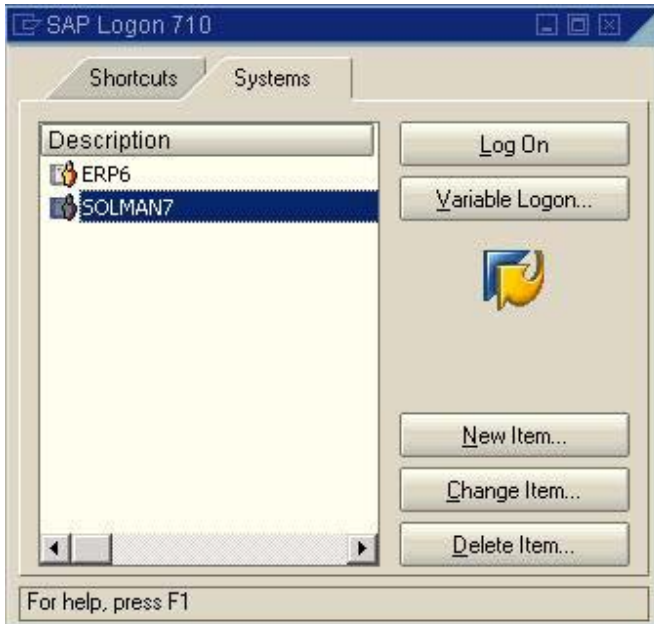 SAP Logon 710
Shortcuts Systems
Description
ERP6
SOLMAN7
Log On
Variable Logon...
New Item...
Change Item...
Delete Item...
For help, press F1